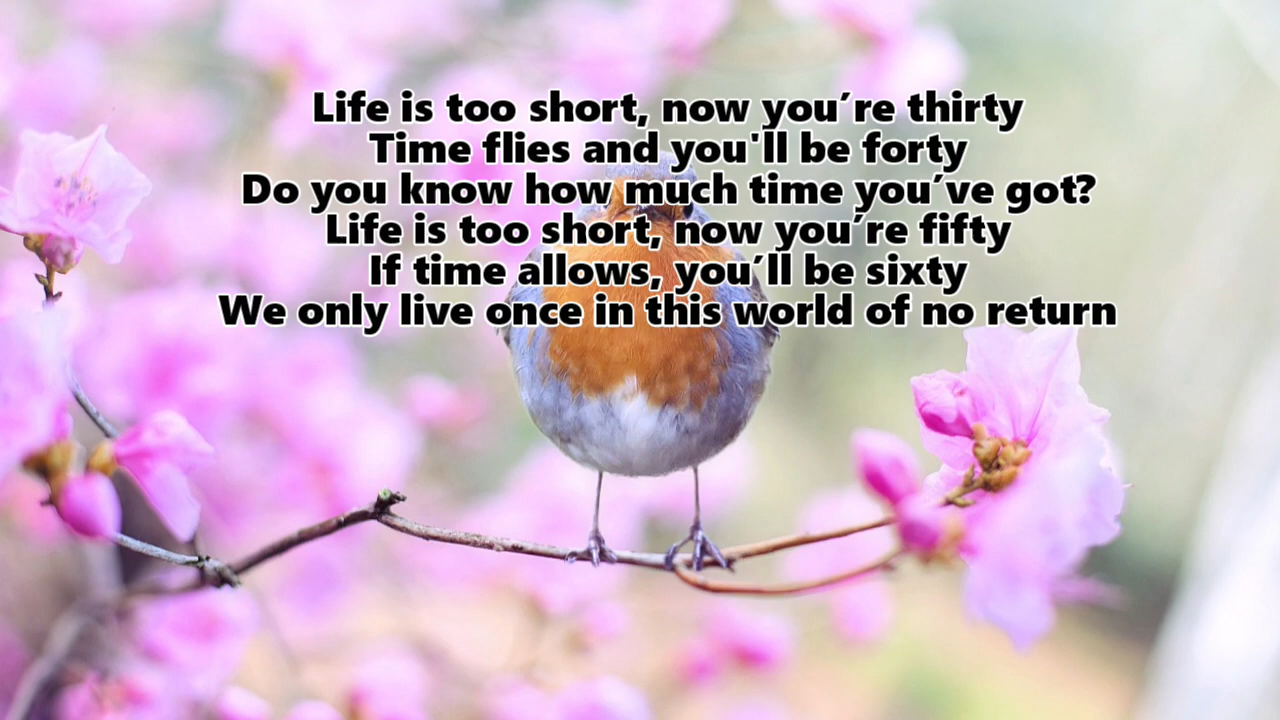 Life is too short, now you′re thirty
Time flies and you'll be forty
Do you know how much time you′ve got?
Life is too short, now you′re fifty
If time allows, you′ll be sixty
We only live once in this world of no return